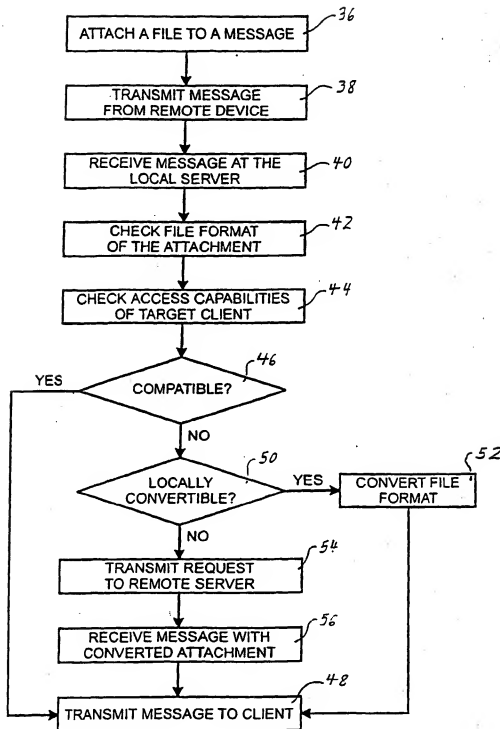 ATTACH A FILE TO A MESSAGE
36
TRANSMIT MESSAGE
FROM REMOTE DEVICE
38
RECEIVE MESSAGE AT THE
LOCAL SERVER
40
CHECK FILE FORMAT
OF THE ATTACHMENT
42
CHECK ACCESS CAPABILITIES
OF TARGET CLIENT
44
YES
COMPATIBLE?
46
NO
LOCALLY
CONVERTIBLE?
50
YES
CONVERT FILE
FORMAT
52
NO
TRANSMIT REQUEST
TO REMOTE SERVER
54
RECEIVE MESSAGE WITH
CONVERTED ATTACHMENT
56
TRANSMIT MESSAGE TO CLIENT
48